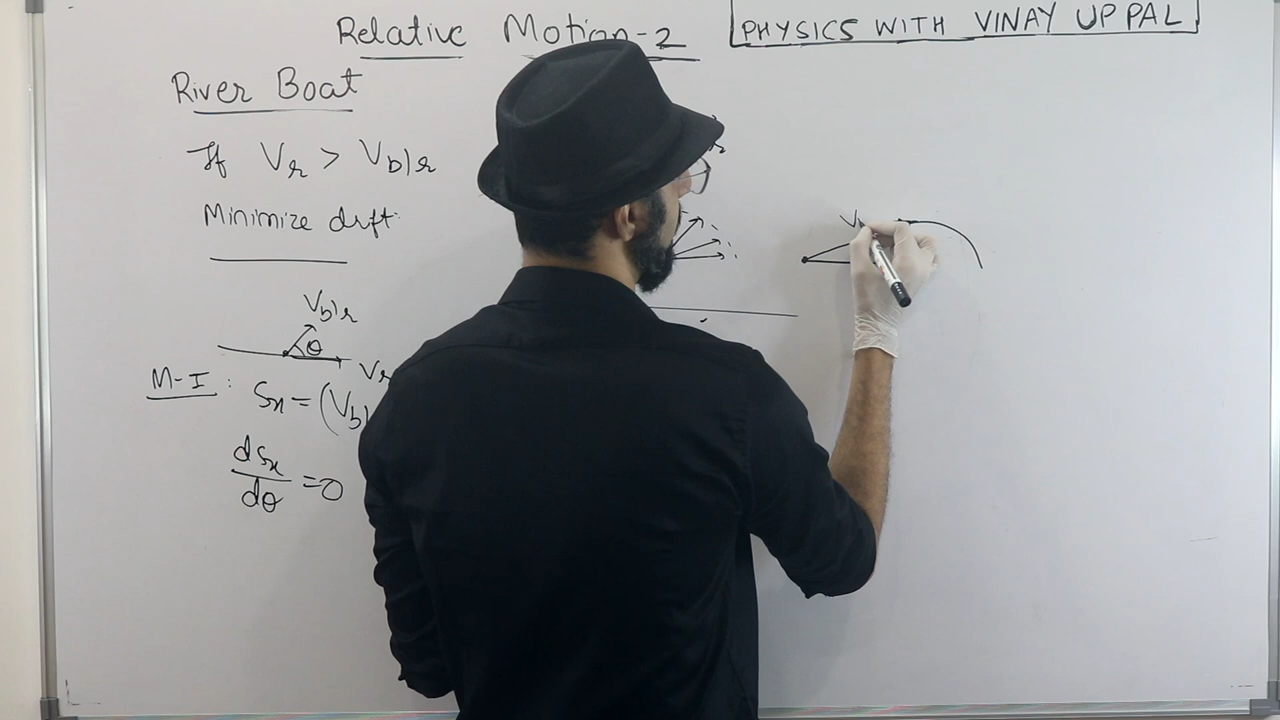 Relative Motion-2
PHYSICS WITH VINAY UPPAL
River Boat
If Vr > Vb|r
Minimize drift
Vb|r
θ
Vr
M-I : Sx = (Vb|
dSx
dθ
=0
V